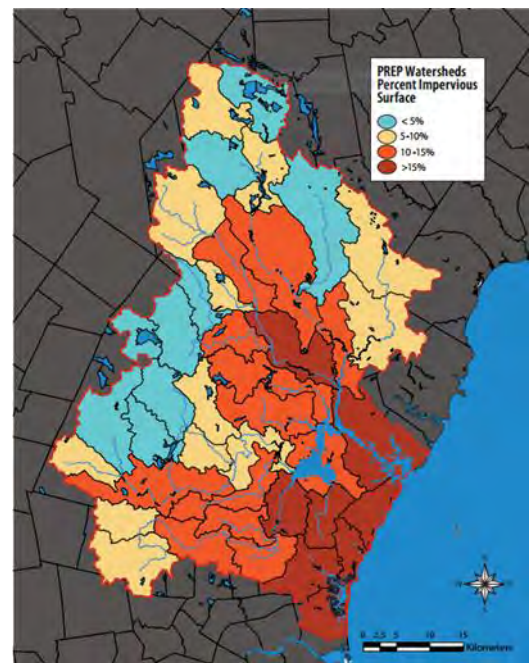 PREP Watersheds
Percent Impervious
Surface
< 5%
5-10%
10-15%
>15%
N
0 2.5 5 10 15
Kilometers